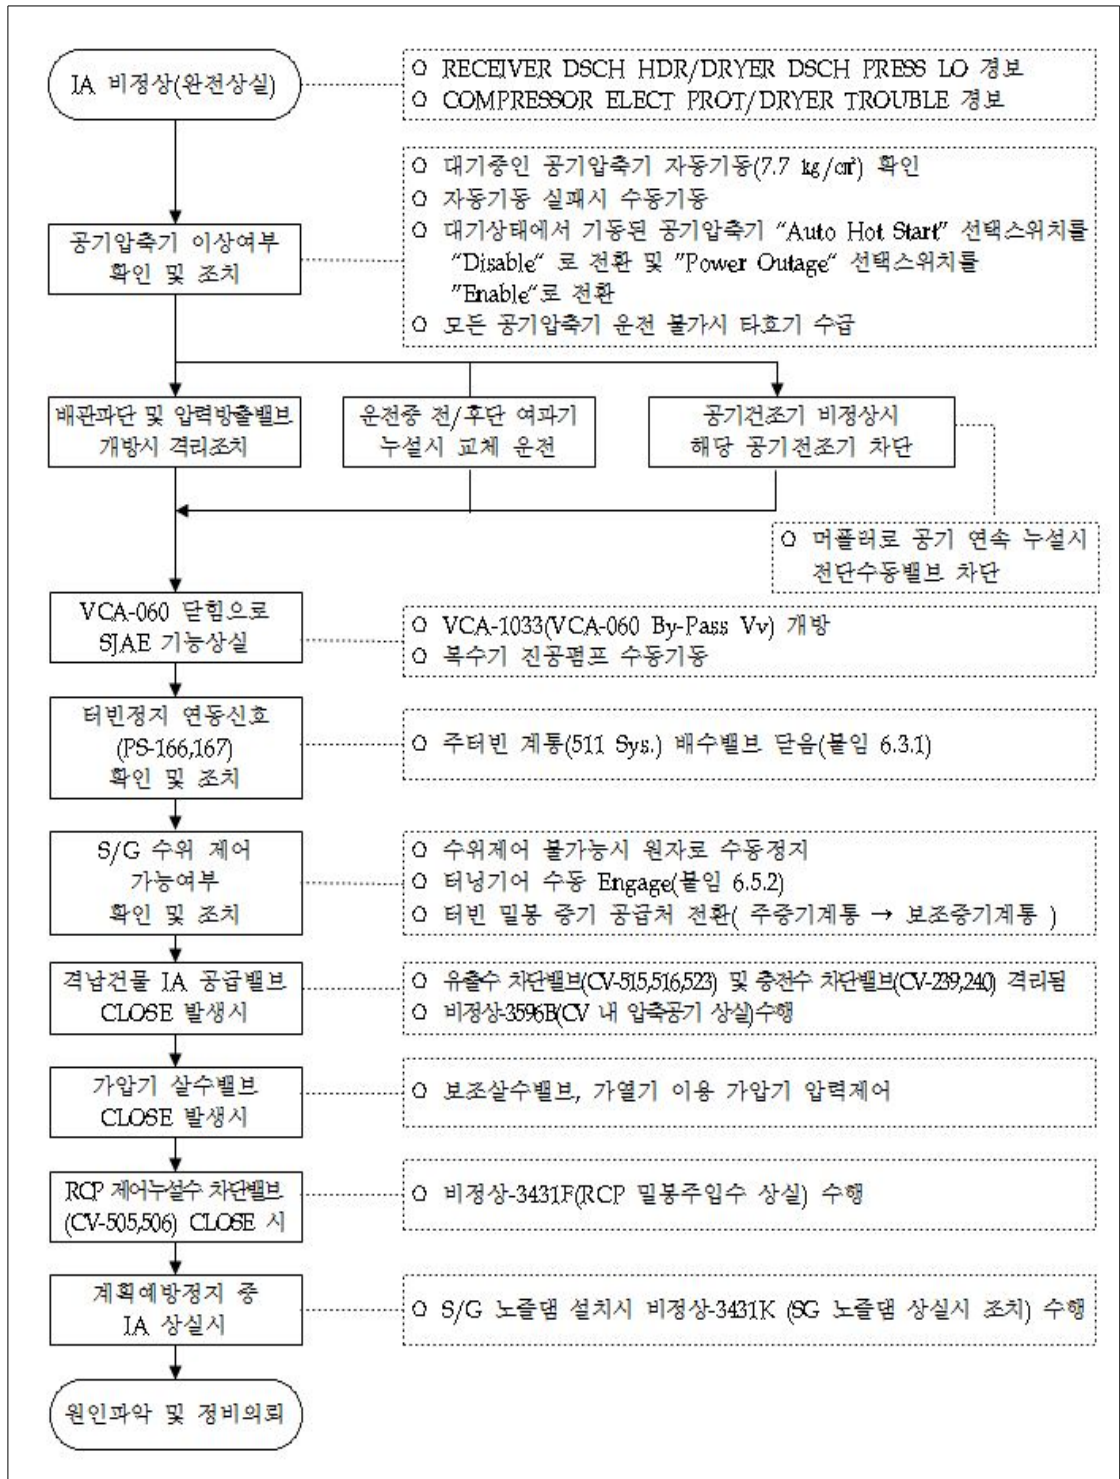 IA 비정상(완전상실)
O RECEIVER DSCH HDR/DRYER DSCH PRESS LO 경보
O COMPRESSOR ELECT PROT/DRYER TROUBLE 경보
공기압축기 이상여부
확인 및 조치
O 대기중인 공기압축기 자동기동(7.7 kg/㎠) 확인
O 자동기동 실패시 수동기동
O 대기상태에서 기동된 공기압축기 “Auto Hot Start” 선택스위치를
“Disable“ 로 전환 및 ”Power Outage“ 선택스위치를
”Enable“로 전환
O 모든 공기압축기 운전 불가시 타호기 수급
배관파단 및 압력방출밸브
개방시 격리조치
운전중 전/후단 여과기
누설시 교체 운전
공기건조기 비정상시
해당 공기전조기 차단
O 머플러로 공기 연속 누설시
전단수동밸브 차단
VCA-060 닫힘으로
SJAE 기능상실
O VCA-1033(VCA-060 By-Pass Vv) 개방
O 복수기 진공펌프 수동기동
터빈정지 연동신호
(PS-166,167)
확인 및 조치
O 주터빈 계통(511 Sys.) 배수밸브 닫음(붙임 6.3.1)
S/G 수위 제어
가능여부
확인 및 조치
O 수위제어 불가능시 원자로 수동정지
O 터닝기어 수동 Engage(붙임 6.5.2)
O 터빈 밀봉 증기 공급처 전환( 주증기계통 → 보조증기계통 )
격납건물 IA 공급밸브
CLOSE 발생시
O 유출수 차단밸브(CV-515,516,523) 및 충전수 차단밸브(CV-239,240) 격리됨
O 비정상-3596B(CV 내 압축공기 상실)수행
가압기 살수밸브
CLOSE 발생시
O 보조살수밸브, 가열기 이용 가압기 압력제어
RCP 제어누설수 차단밸브
(CV-505,506) CLOSE 시
O 비정상-3431F(RCP 밀봉주입수 상실) 수행
계획예방정지 중
IA 상실시
O S/G 노즐댐 설치시 비정상-3431K (SG 노즐댐 상실시 조치) 수행
원인파악 및 정비의뢰